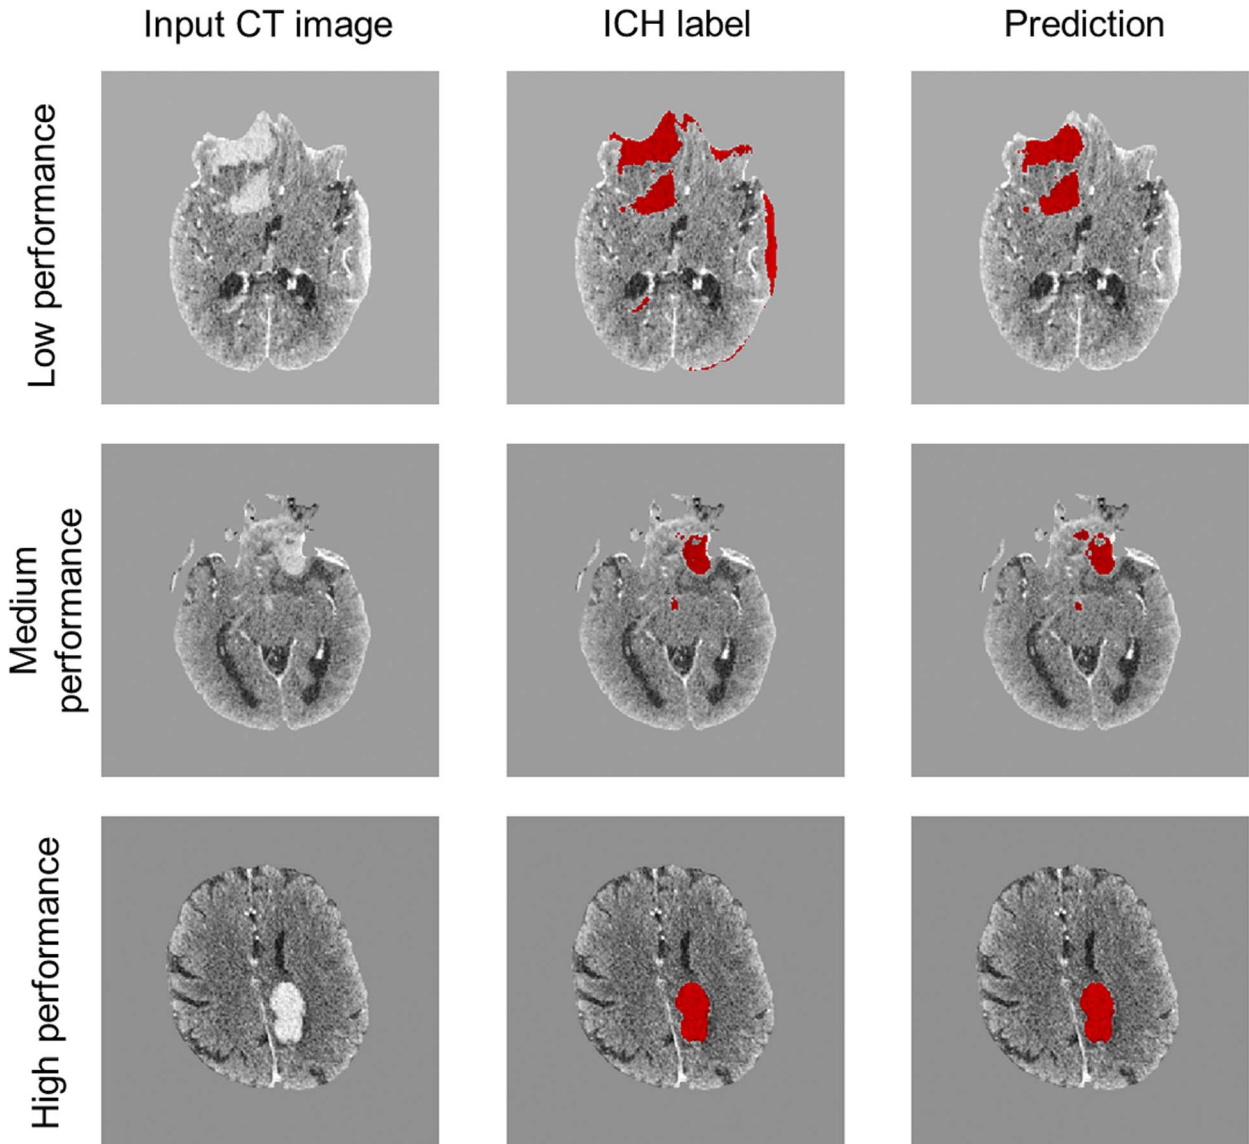 Input CT image
ICH label
Prediction
Low performance
Medium
performance
High performance